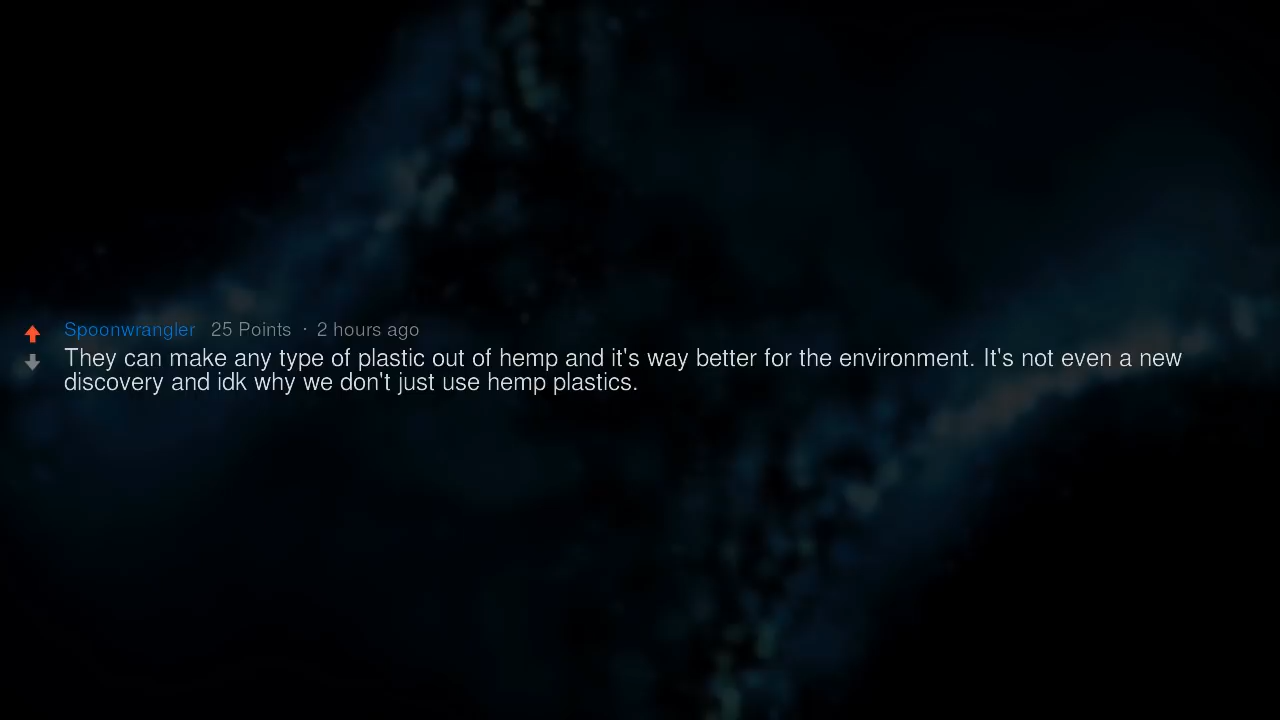 Spoonwrangler 25 Points · 2 hours ago
They can make any type of plastic out of hemp and it's way better for the environment. It's not even a new
discovery and idk why we don't just use hemp plastics.